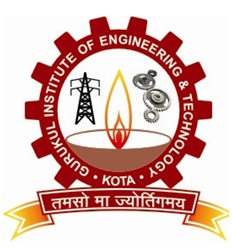 GURUKUL INSTITUTE OF ENGINEERING & TECHNOLOGY
• KOTA •
तमसो मा ज्योर्तिगमय